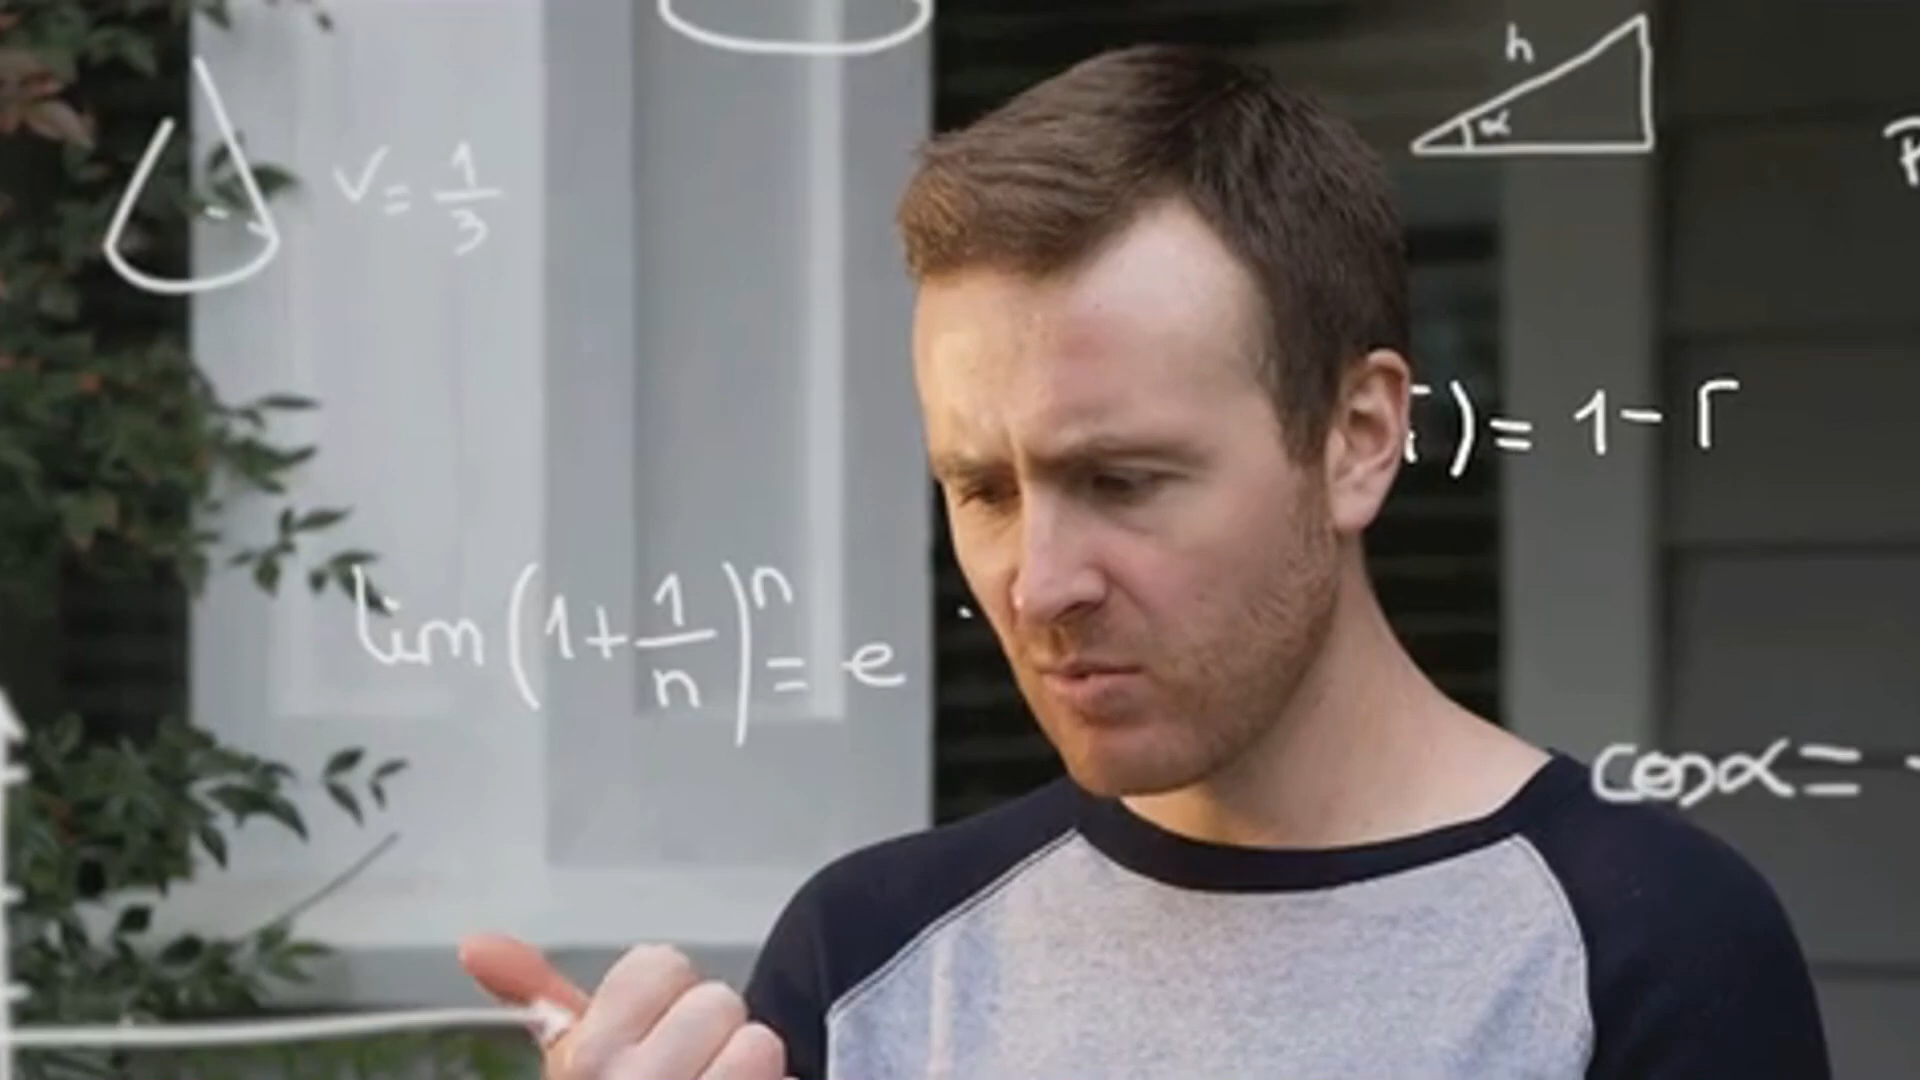 h
α
V = 1/3
) = 1 - r
lim (1 + 1/n)^n = e
cos α =